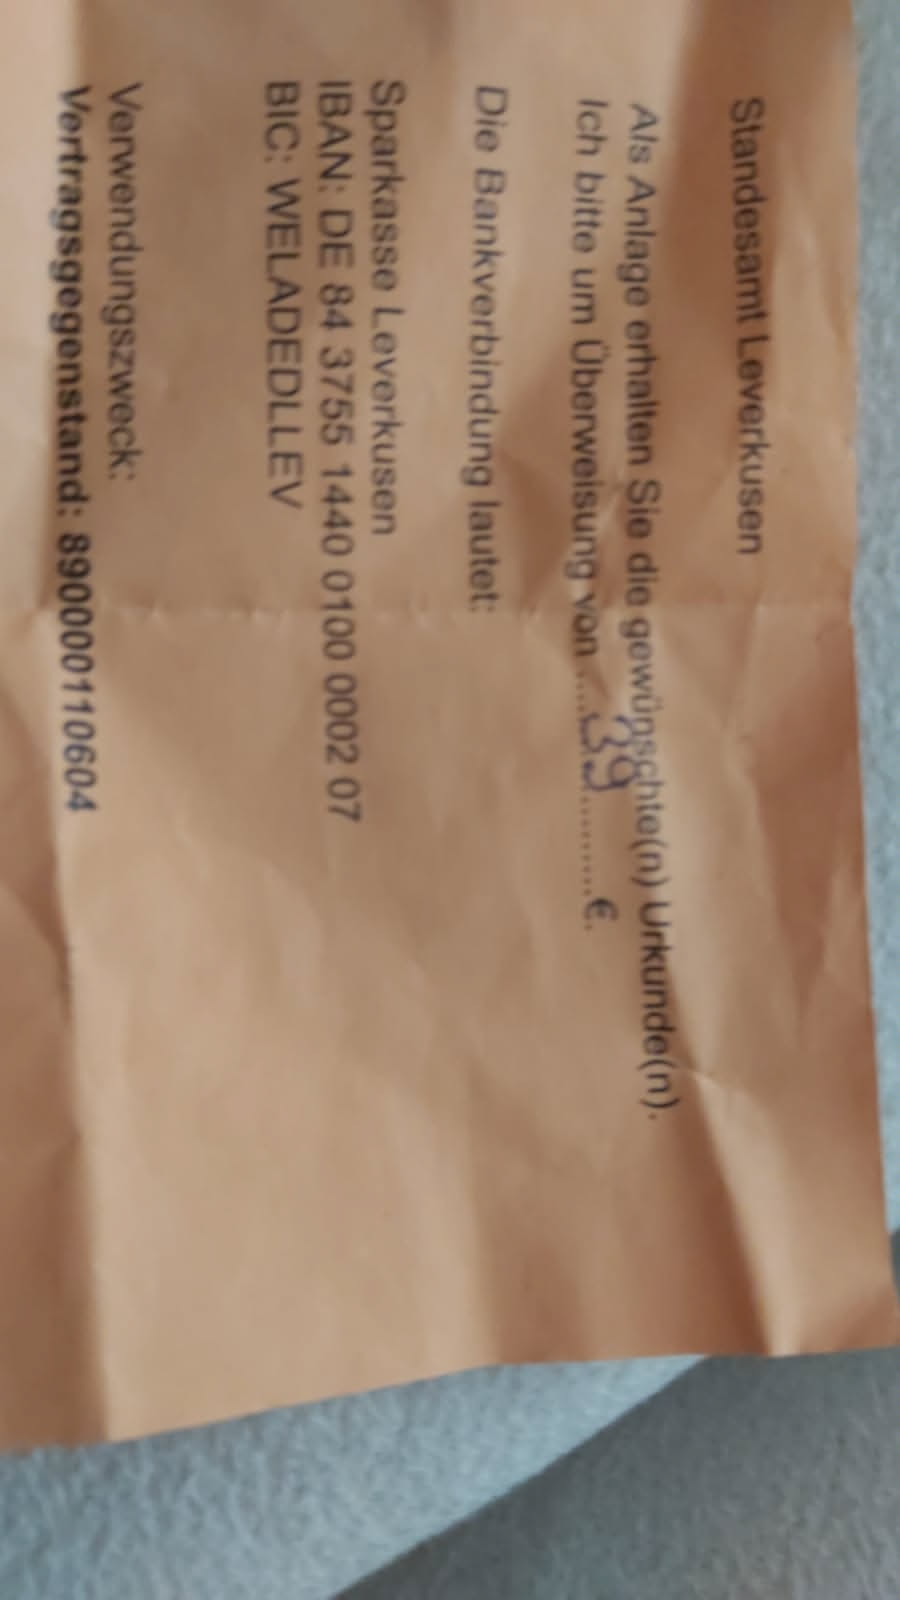 Standesamt Leverkusen
Als Anlage erhalten Sie die gewünschte(n) Urkunde(n).
Ich bitte um Überweisung von ....39...........€.
Die Bankverbindung lautet:
Sparkasse Leverkusen
IBAN: DE 84 3755 1440 0100 0002 07
BIC: WELADEDLLEV
Verwendungszweck:
Vertragsgegenstand: 890000110604